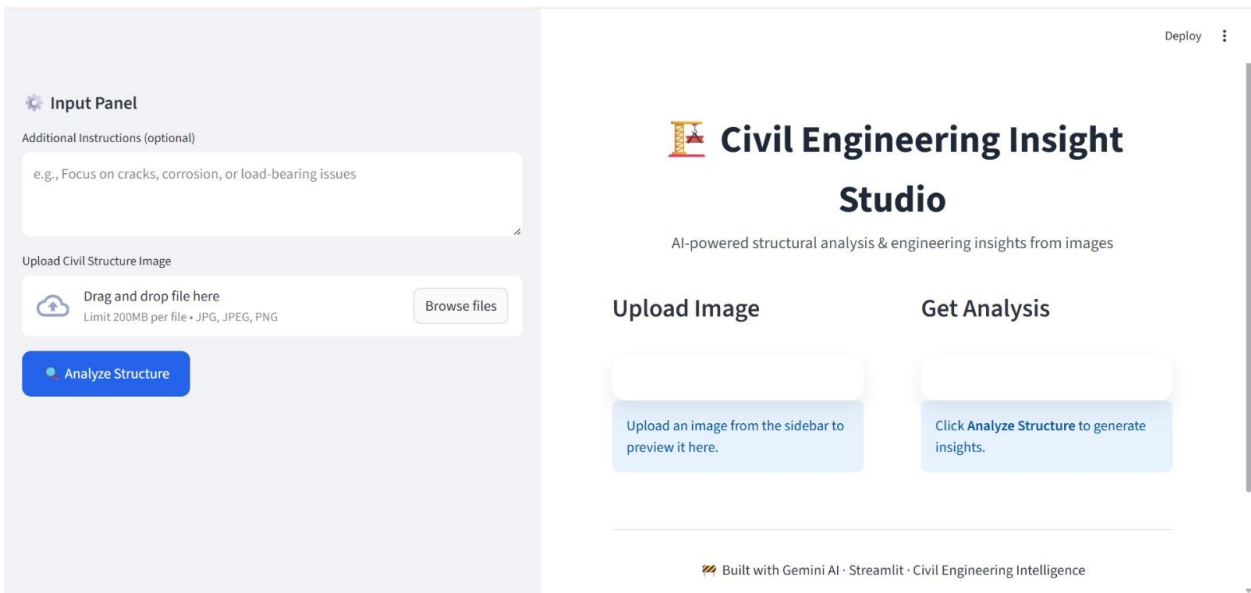 Deploy
Input Panel
Additional Instructions (optional)
e.g., Focus on cracks, corrosion, or load-bearing issues
Upload Civil Structure Image
Drag and drop file here
Limit 200MB per file • JPG, JPEG, PNG
Browse files
Analyze Structure
Civil Engineering Insight
Studio
AI-powered structural analysis & engineering insights from images
Upload Image
Upload an image from the sidebar to
preview it here.
Get Analysis
Click Analyze Structure to generate
insights.
Built with Gemini AI · Streamlit · Civil Engineering Intelligence